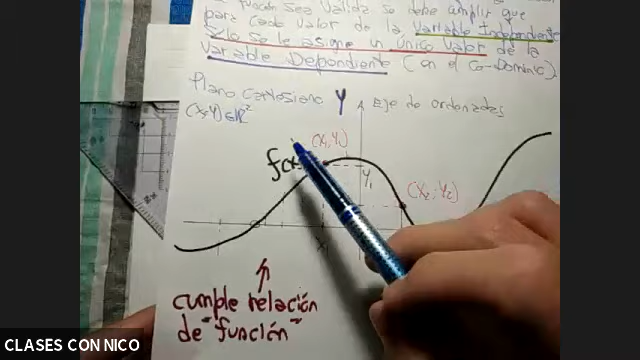 función sea válida se debe cumplir que
para cada valor de la Variable Independiente
Sólo se le asigne un único valor de la
Variable Dependiente (en el Co-Dominio).
Plano Cartesiano Y Eje de ordenadas
(X,Y) ∈ ℝ²
(X₁,Y₁)
f(x)
Y₁
(X₂,Y₂)
X₁
cumple relación
de "función"
CLASES CON NICO